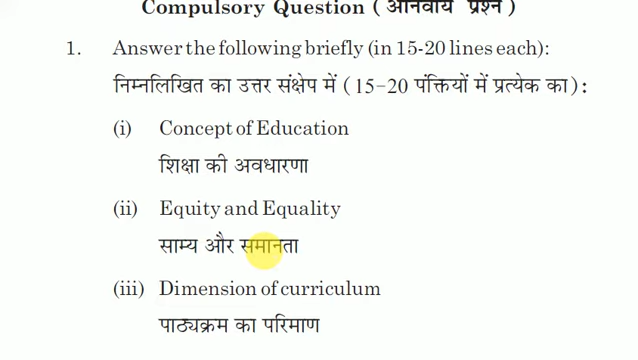 Compulsory Question ( अनिवार्य प्रश्न )
1. Answer the following briefly (in 15-20 lines each):
निम्नलिखित का उत्तर संक्षेप में (15-20 पंक्तियों में प्रत्येक का):
(i) Concept of Education
शिक्षा की अवधारणा
(ii) Equity and Equality
साम्य और समानता
(iii) Dimension of curriculum
पाठ्यक्रम का परिमाण